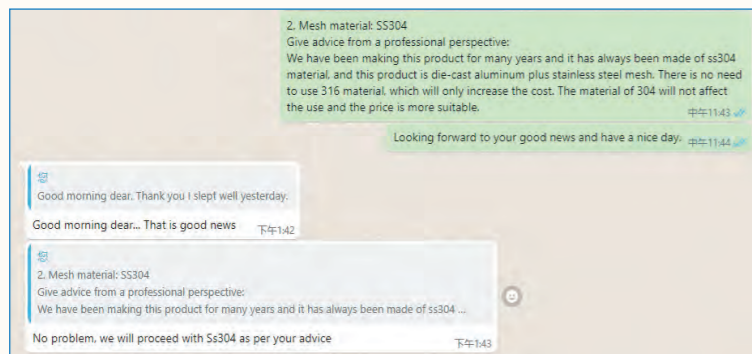 2. Mesh material: SS304
Give advice from a professional perspective:
We have been making this product for many years and it has always been made of ss304
material, and this product is die-cast aluminum plus stainless steel mesh. There is no need
to use 316 material, which will only increase the cost. The material of 304 will not affect
the use and the price is more suitable.
中午11:43
Looking forward to your good news and have a nice day. 中午11:44
您
Good morning dear. Thank you I slept well yesterday.
Good morning dear... That is good news 下午1:42
您
2. Mesh material: SS304
Give advice from a professional perspective:
We have been making this product for many years and it has always been made of ss304 ...
No problem. we will proceed with Ss304 as per your advice 下午1:43